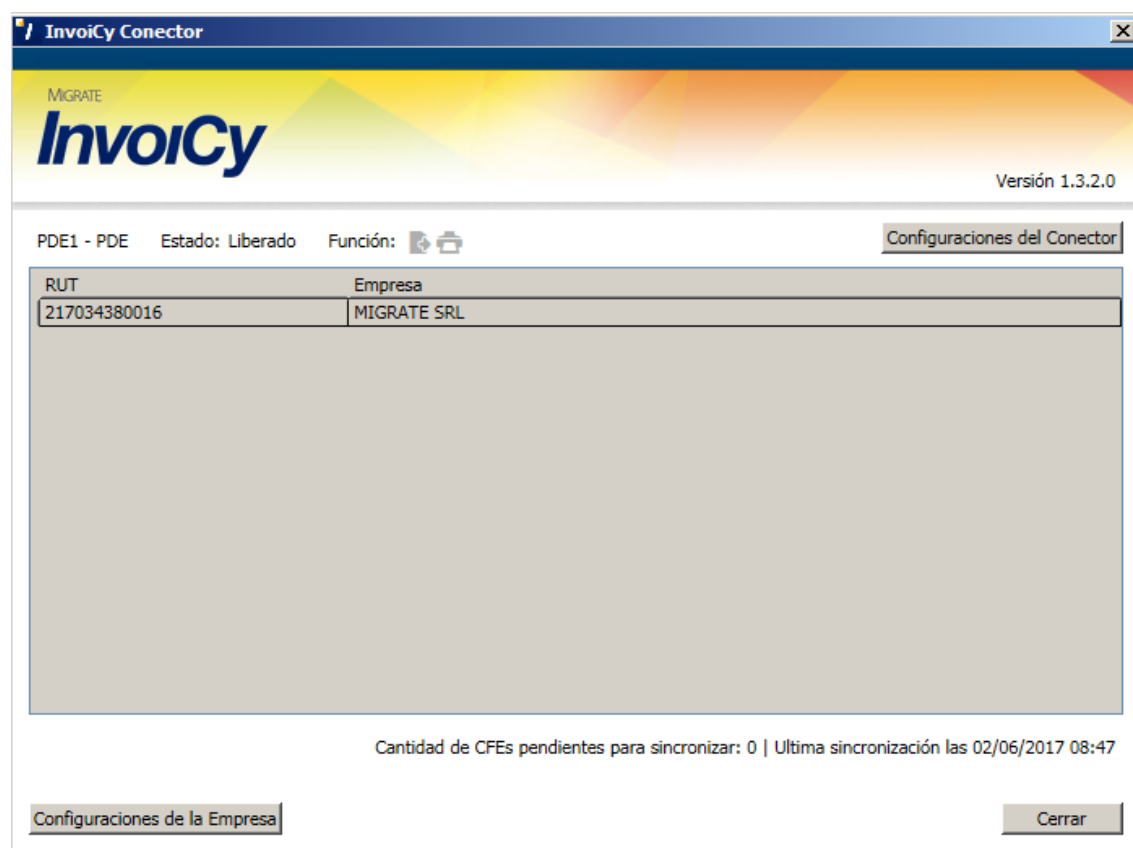 InvoiCy Conector
MIGRATE
InvoiCy
Versión 1.3.2.0
PDE1 - PDE Estado: Liberado Función: Configuraciones del Conector
RUT Empresa
217034380016 MIGRATE SRL
Cantidad de CFEs pendientes para sincronizar: 0 | Ultima sincronización las 02/06/2017 08:47
Configuraciones de la Empresa Cerrar